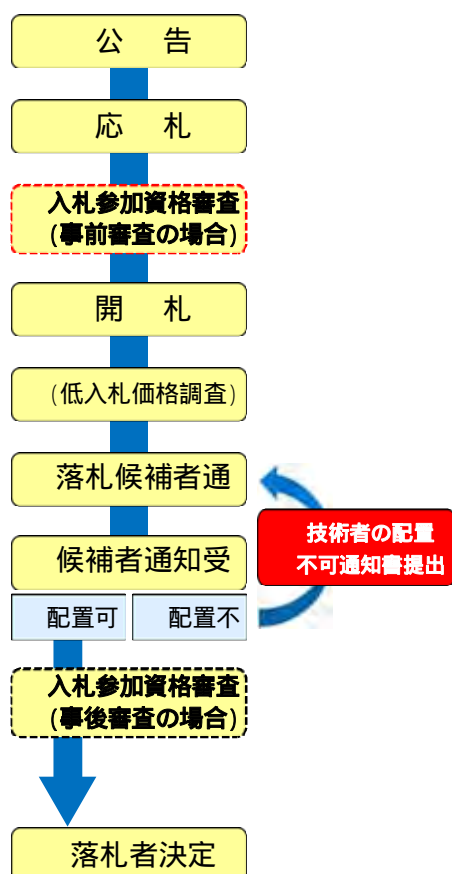 公　告
応　札
入札参加資格審査
(事前審査の場合)
開　札
(低入札価格調査)
落札候補者通
候補者通知受
技術者の配置
不可通知書提出
配置可
配置不
入札参加資格審査
(事後審査の場合)
落札者決定